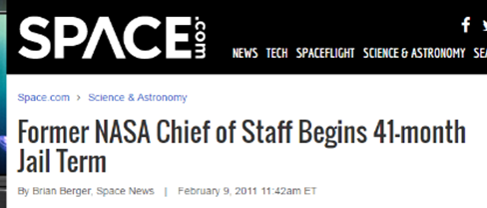 SPACE.com
NEWS TECH SPACEFLIGHT SCIENCE & ASTRONOMY
Space.com > Science & Astronomy
Former NASA Chief of Staff Begins 41-month
Jail Term
By Brian Berger, Space News | February 9, 2011 11:42am ET